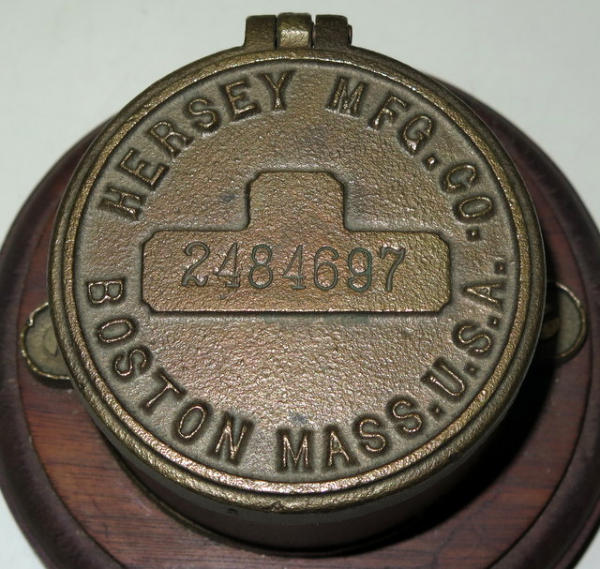 HERSEY MFG. CO.
2484697
BOSTON MASS. U.S.A.